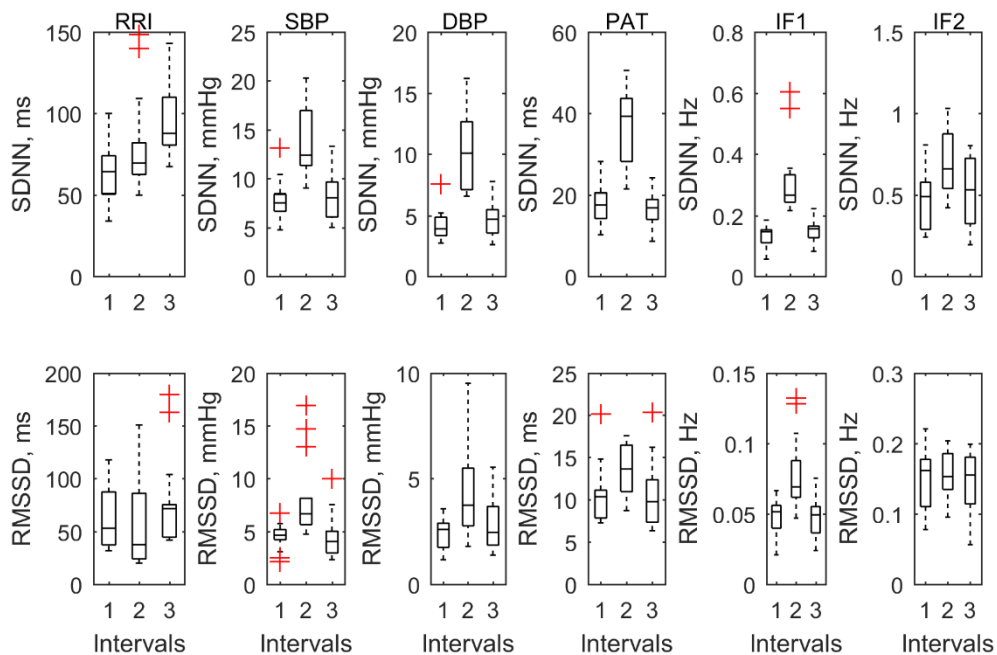 RRI SBP DBP PAT IF1 IF2
SDNN, ms
150
100
50
0
1 2 3
SDNN, mmHg
25
20
15
10
5
0
1 2 3
SDNN, mmHg
20
15
10
5
0
1 2 3
SDNN, ms
60
40
20
0
1 2 3
SDNN, Hz
0.8
0.6
0.4
0.2
0
1 2 3
SDNN, Hz
1.5
1
0.5
0
1 2 3
RMSSD, ms
200
150
100
50
0
1 2 3
Intervals
RMSSD, mmHg
20
15
10
5
0
1 2 3
Intervals
RMSSD, mmHg
10
5
0
1 2 3
Intervals
RMSSD, ms
25
20
15
10
5
0
1 2 3
Intervals
RMSSD, Hz
0.15
0.1
0.05
0
1 2 3
Intervals
RMSSD, Hz
0.3
0.2
0.1
0
1 2 3
Intervals